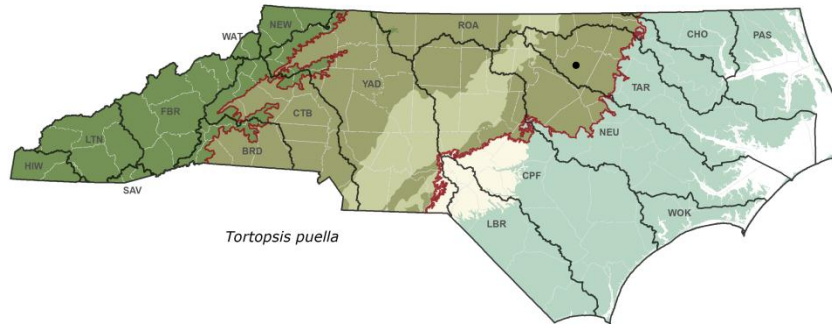 NEW
ROA
WAT
CHO
PAS
YAD
TAR
FBR
CTB
NEU
LTN
BRD
HIW
CPF
SAV
WOK
LBR
Tortopsis puella